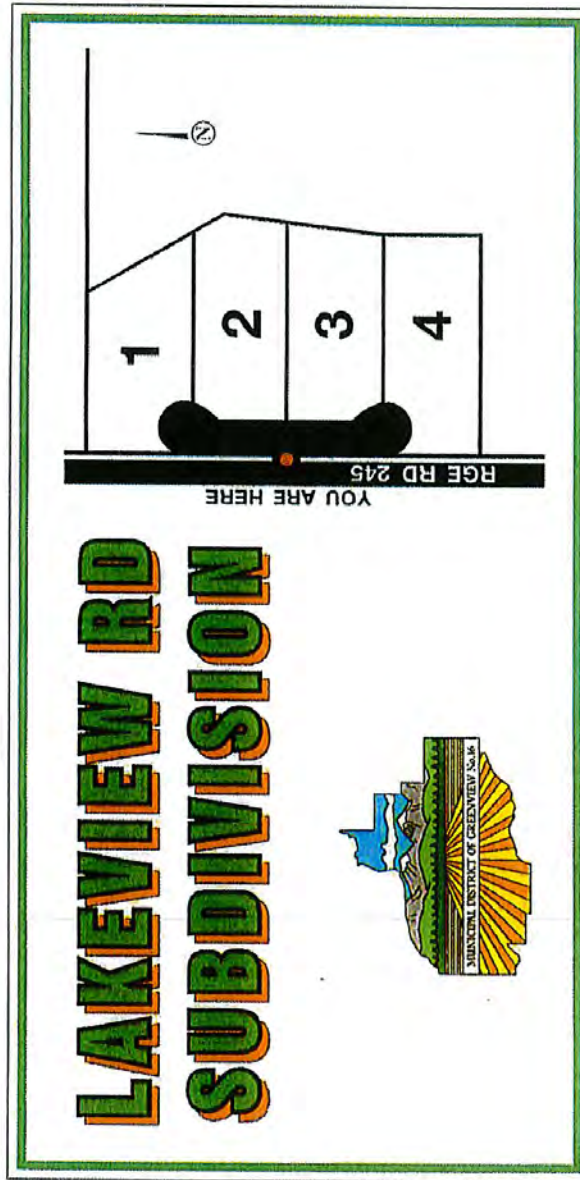 LAKEVIEW RD
SUBDIVISION
MUNICIPAL DISTRICT OF GREENVIEW No.16
YOU ARE HERE
RGE RD 245
1
2
3
4
N